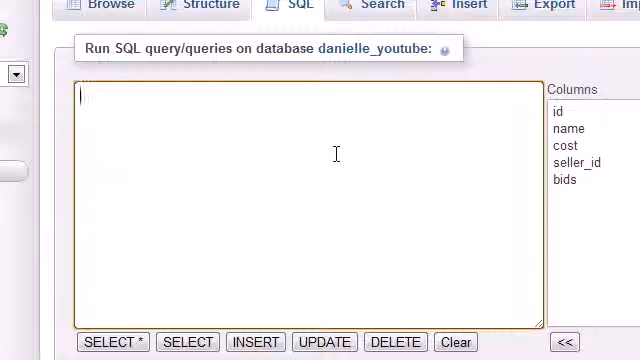 Browse Structure SQL Search Insert Export
Run SQL query/queries on database danielle_youtube:
Columns
id
name
cost
seller_id
bids
SELECT * SELECT INSERT UPDATE DELETE Clear <<